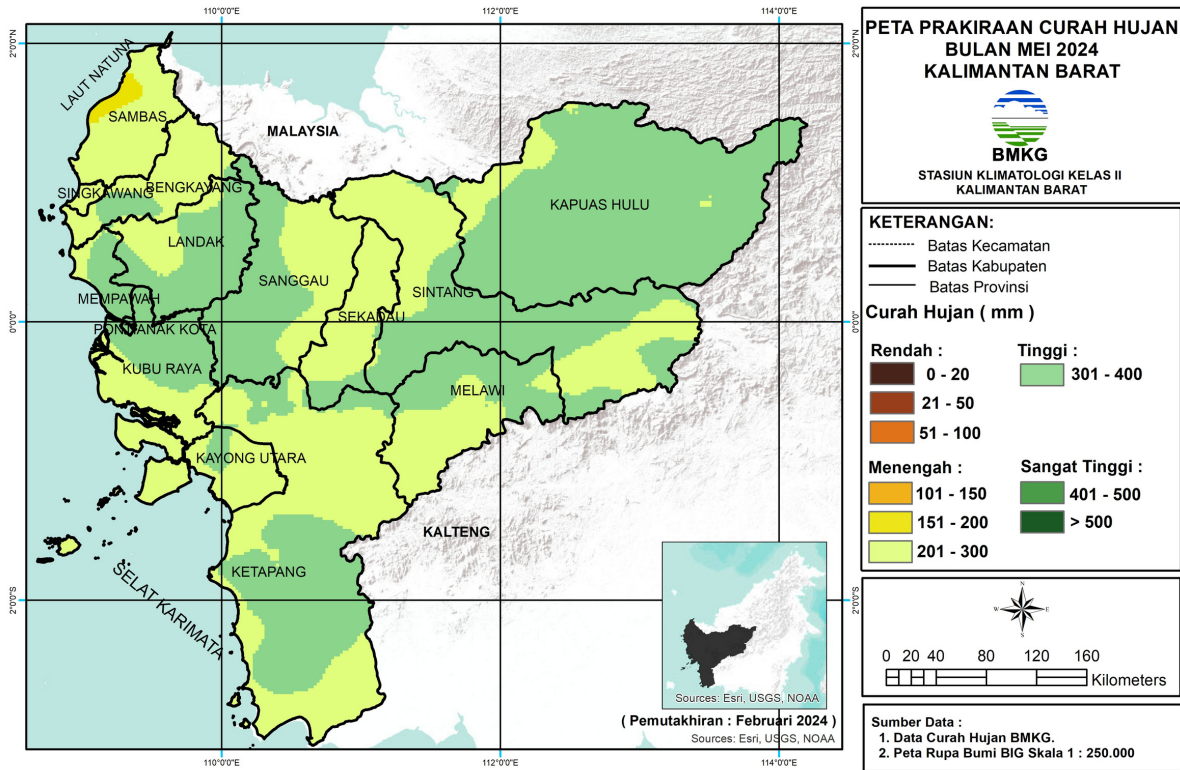 110°0'0"E
112°0'0"E
114°0'0"E
2°0'0"N
2°0'0"N
LAUT NATUNA
SAMBAS
MALAYSIA
SINGKAWANG
BENGKAYANG
KAPUAS HULU
LANDAK
SANGGAU
SINTANG
MEMPAWAH
SEKADAU
PONTIANAK KOTA
0°0'0"
0°0'0"
KUBU RAYA
MELAWI
KAYONG UTARA
KALTENG
KETAPANG
SELAT KARIMATA
2°0'0"S
2°0'0"S
Sources: Esri, USGS, NOAA
( Pemutakhiran : Februari 2024 )
Sources: Esri, USGS, NOAA
110°0'0"E
112°0'0"E
114°0'0"E
PETA PRAKIRAAN CURAH HUJAN
BULAN MEI 2024
KALIMANTAN BARAT
BMKG
STASIUN KLIMATOLOGI KELAS II
KALIMANTAN BARAT
KETERANGAN:
Batas Kecamatan
Batas Kabupaten
Batas Provinsi
Curah Hujan ( mm )
Rendah :
0 - 20
21 - 50
51 - 100
Tinggi :
301 - 400
Menengah :
101 - 150
151 - 200
201 - 300
Sangat Tinggi :
401 - 500
> 500
N
W E
S
0 20 40 80 120 160
Kilometers
Sumber Data :
1. Data Curah Hujan BMKG.
2. Peta Rupa Bumi BIG Skala 1 : 250.000